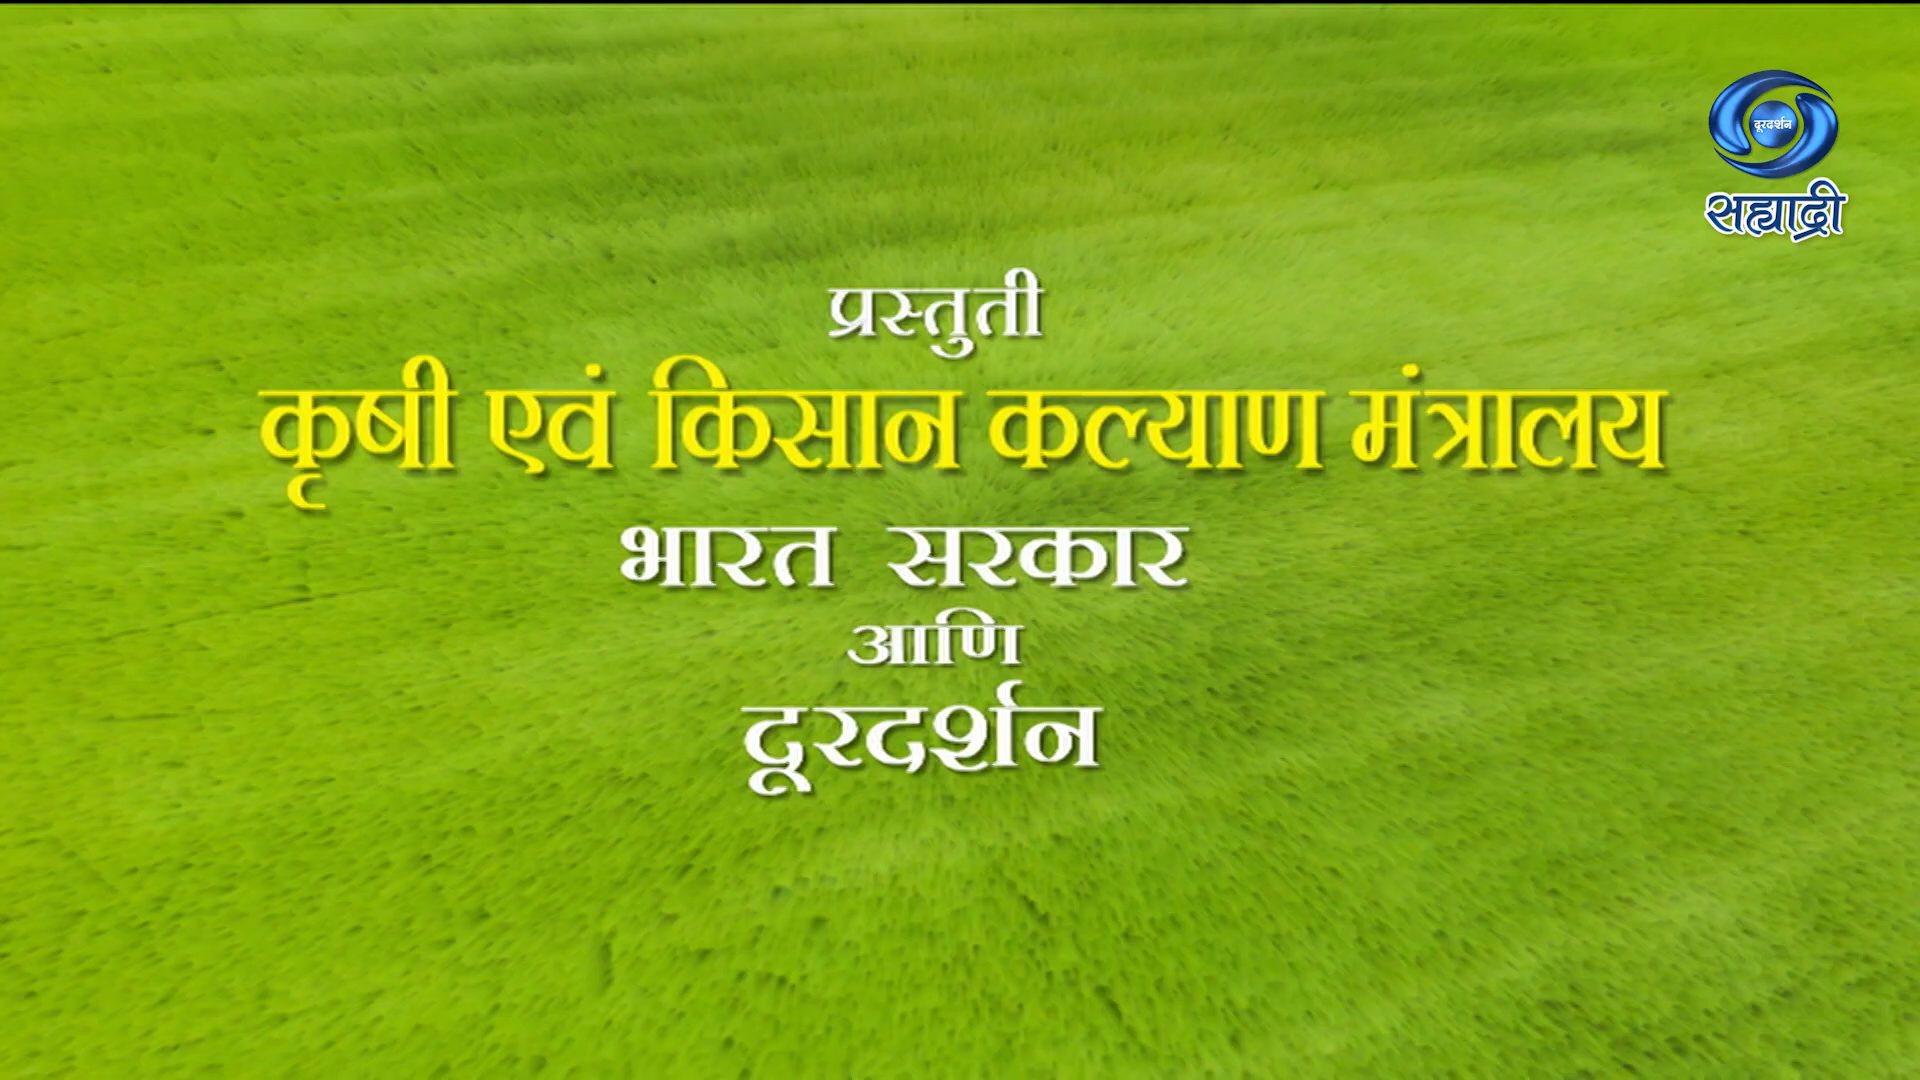 दूरदर्शन
सह्याद्री
प्रस्तुती
कृषी एवं किसान कल्याण मंत्रालय
भारत सरकार
आणि
दूरदर्शन